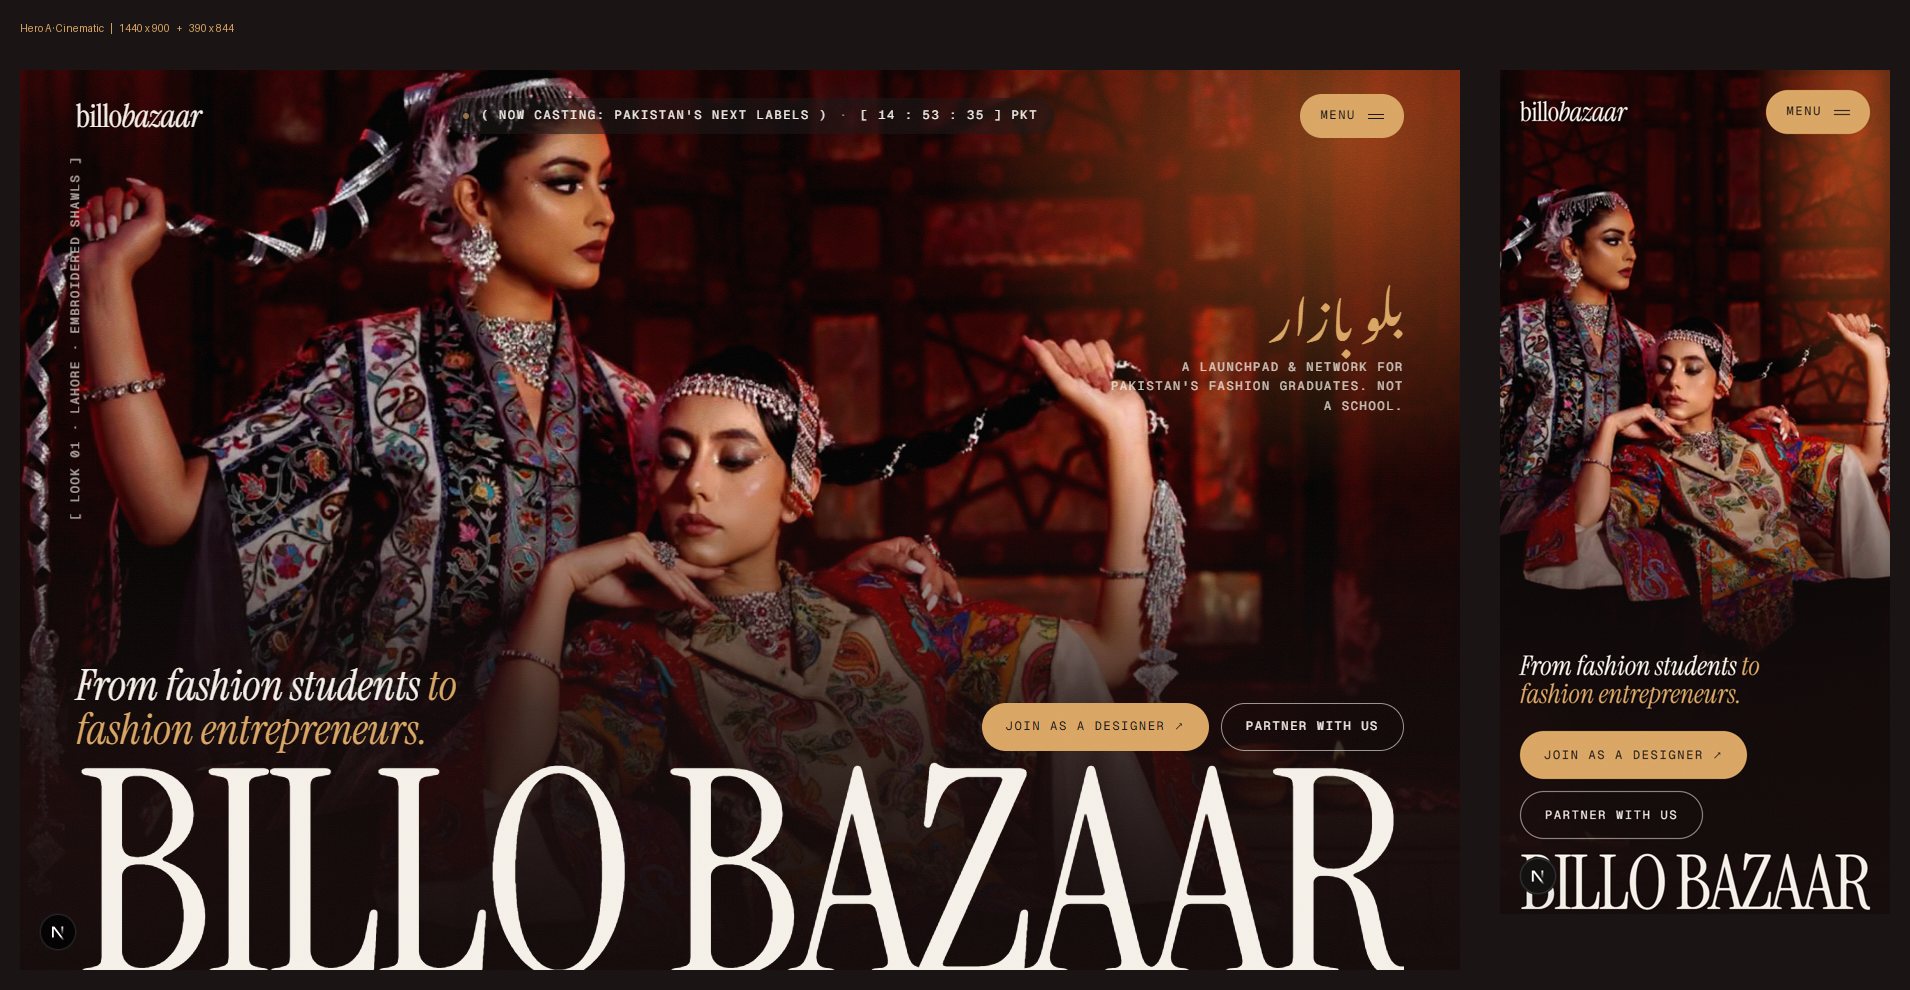 Hero A · Cinematic | 1440 x 900 + 390 x 844
billobazaar
( NOW CASTING: PAKISTAN'S NEXT LABELS ) · [ 14 : 53 : 35 ] PKT
MENU
[ LOOK 01 · LAHORE · EMBROIDERED SHAWLS ]
بلو بازار
A LAUNCHPAD & NETWORK FOR
PAKISTAN'S FASHION GRADUATES. NOT
A SCHOOL.
From fashion students to
fashion entrepreneurs.
JOIN AS A DESIGNER ↗
PARTNER WITH US
BILLO BAZAAR
N
billobazaar
MENU
From fashion students to
fashion entrepreneurs.
JOIN AS A DESIGNER ↗
PARTNER WITH US
BILLO BAZAAR
N